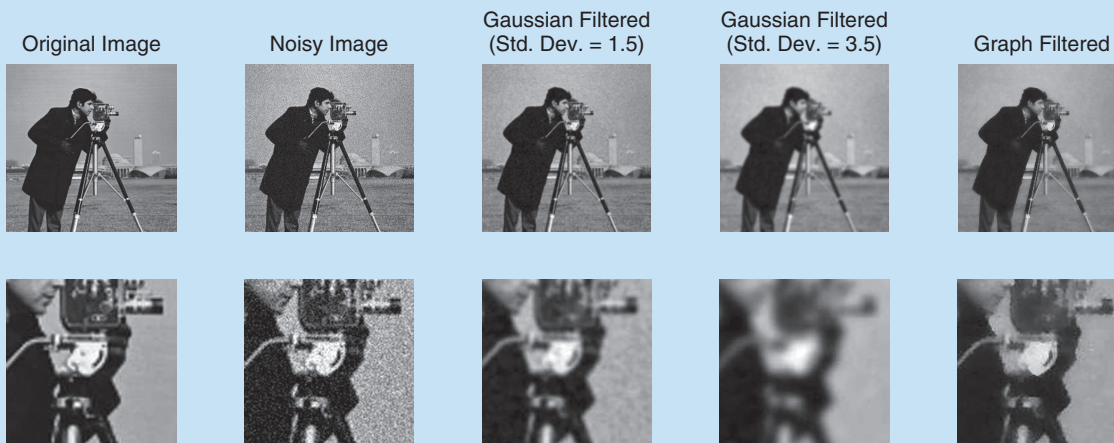 Original Image
Noisy Image
Gaussian Filtered
(Std. Dev. = 1.5)
Gaussian Filtered
(Std. Dev. = 3.5)
Graph Filtered